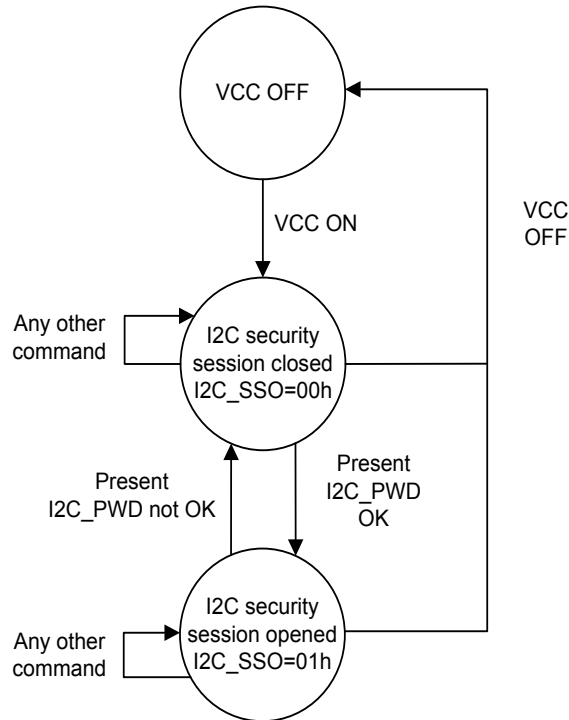 VCC OFF
VCC ON
VCC
OFF
Any other
command
I2C security
session closed
I2C_SSO=00h
Present
I2C_PWD not OK
Present
I2C_PWD
OK
I2C security
session opened
I2C_SSO=01h
Any other
command